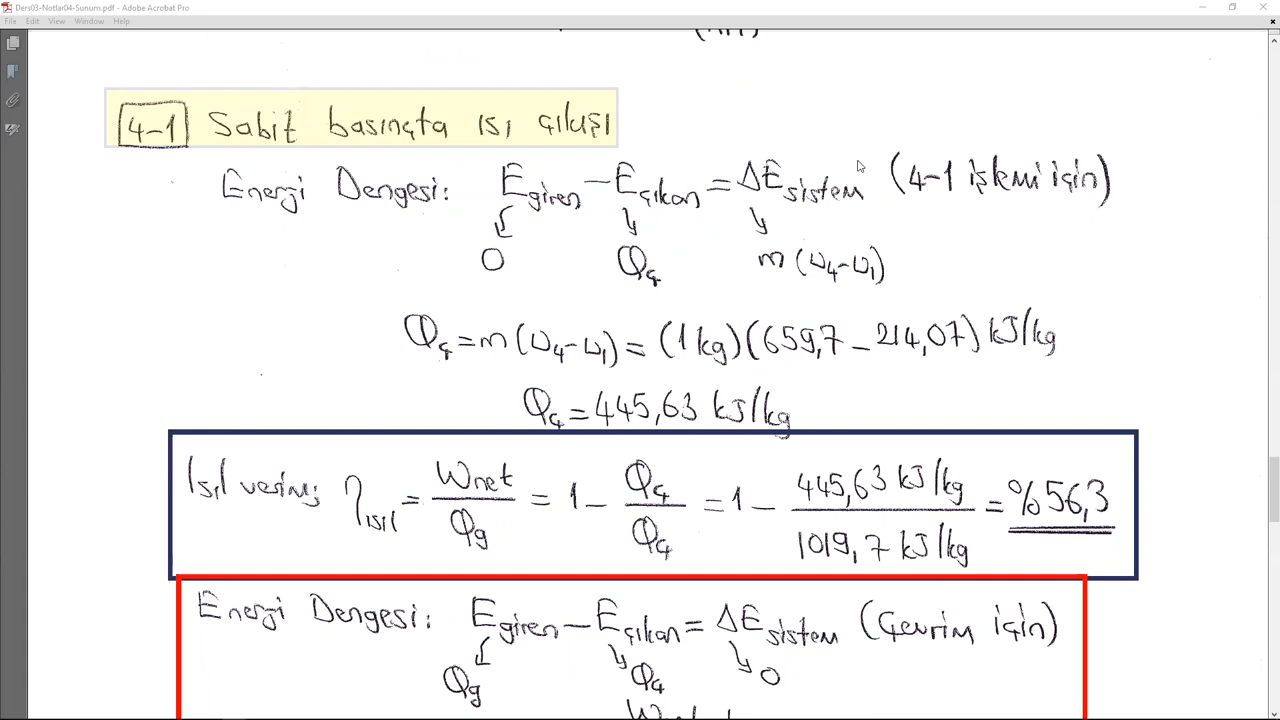 Ders03-Notlar04-Sunum.pdf - Adobe Acrobat Pro
File Edit View Window Help
4-1 Sabit basınçta ısı çıkışı
Enerji Dengesi: Egiren - Eçıkan = ΔEsistem (4-1 işlemi için)
0 Qç m(u4-u1)
Qç = m(u4-u1) = (1 kg)(659,7 - 214,07) kJ/kg
Qç = 445,63 kJ/kg
Isıl verim; ηısıl = Wnet/Qg = 1 - Qç/Qç = 1 - 445,63 kJ/kg / 1019,7 kJ/kg = %56,3
Enerji Dengesi: Egiren - Eçıkan = ΔEsistem (Çevrim için)
Qg Qç 0